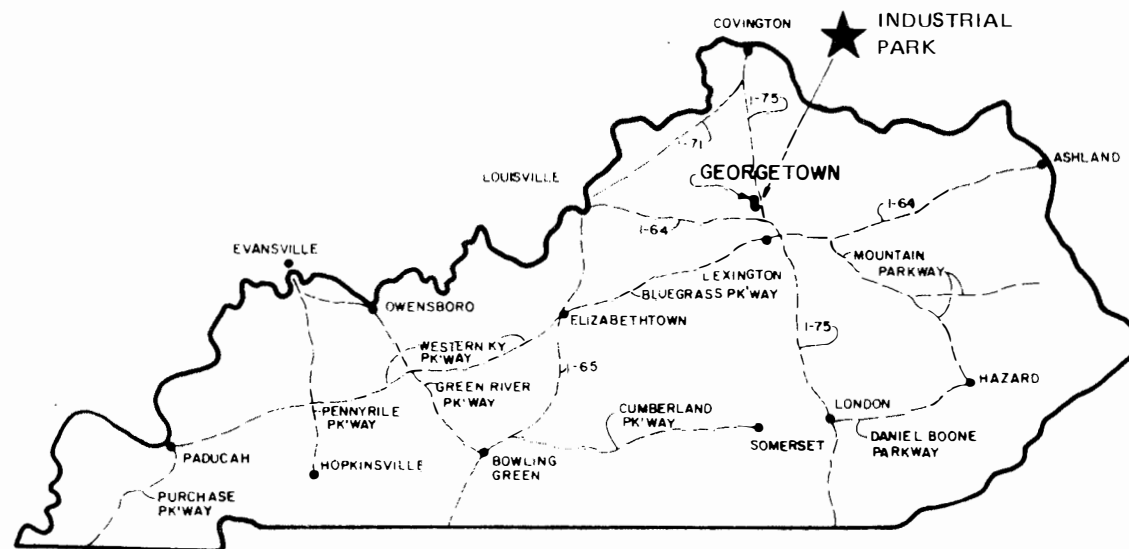 COVINGTON
INDUSTRIAL
PARK
I-75
I-71
GEORGETOWN
ASHLAND
LOUISVILLE
I-64
I-64
EVANSVILLE
MOUNTAIN
PARKWAY
LEXINGTON
BLUEGRASS PK'WAY
OWENSBORO
ELIZABETHTOWN
I-75
WESTERN KY
PK'WAY
I-65
HAZARD
GREEN RIVER
PK'WAY
PENNYRILE
PK'WAY
CUMBERLAND
PK'WAY
LONDON
SOMERSET
DANIEL BOONE
PARKWAY
PADUCAH
HOPKINSVILLE
BOWLING
GREEN
PURCHASE
PK'WAY